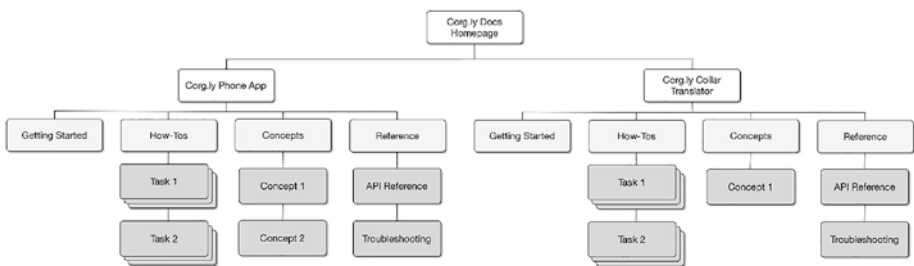 Corg.ly Docs
Homepage
Corg.ly Phone App
Corg.ly Collar
Translator
Getting Started
How-Tos
Concepts
Reference
Getting Started
How-Tos
Concepts
Reference
Task 1
Concept 1
API Reference
Task 1
Concept 1
API Reference
Task 2
Concept 2
Troubleshooting
Task 2
Troubleshooting